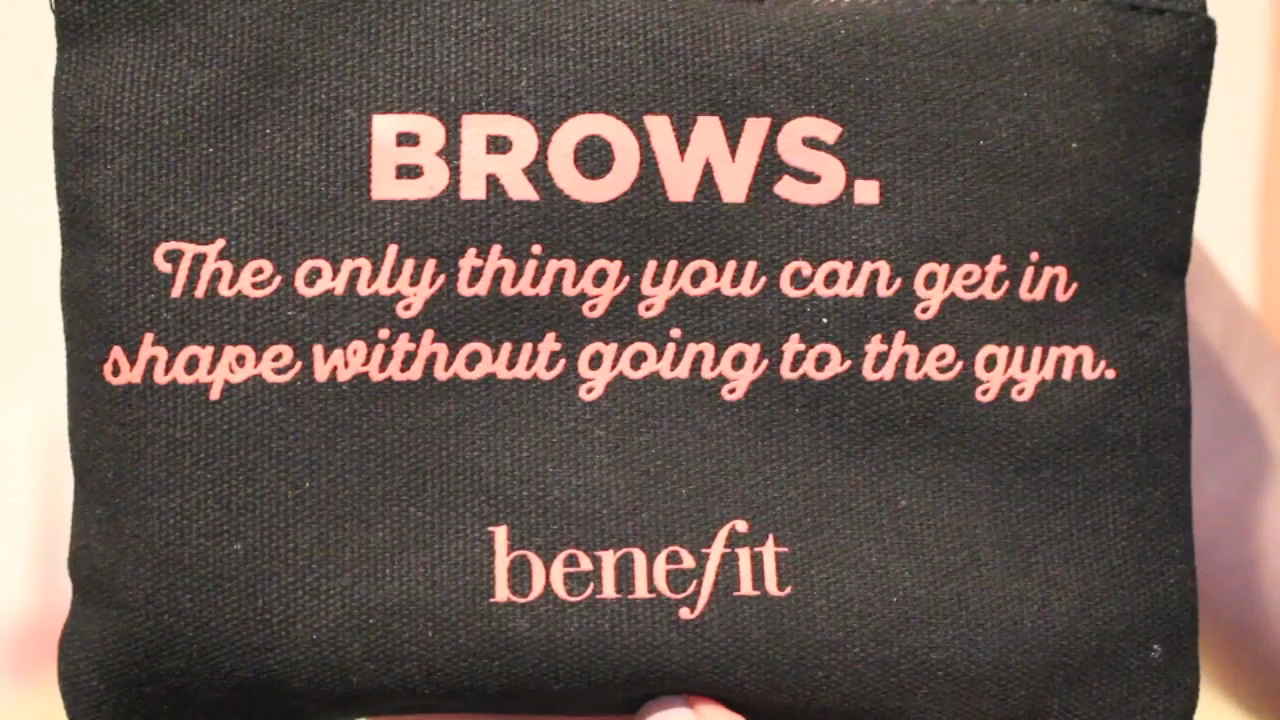 BROWS.
The only thing you can get in
shape without going to the gym.
benefit